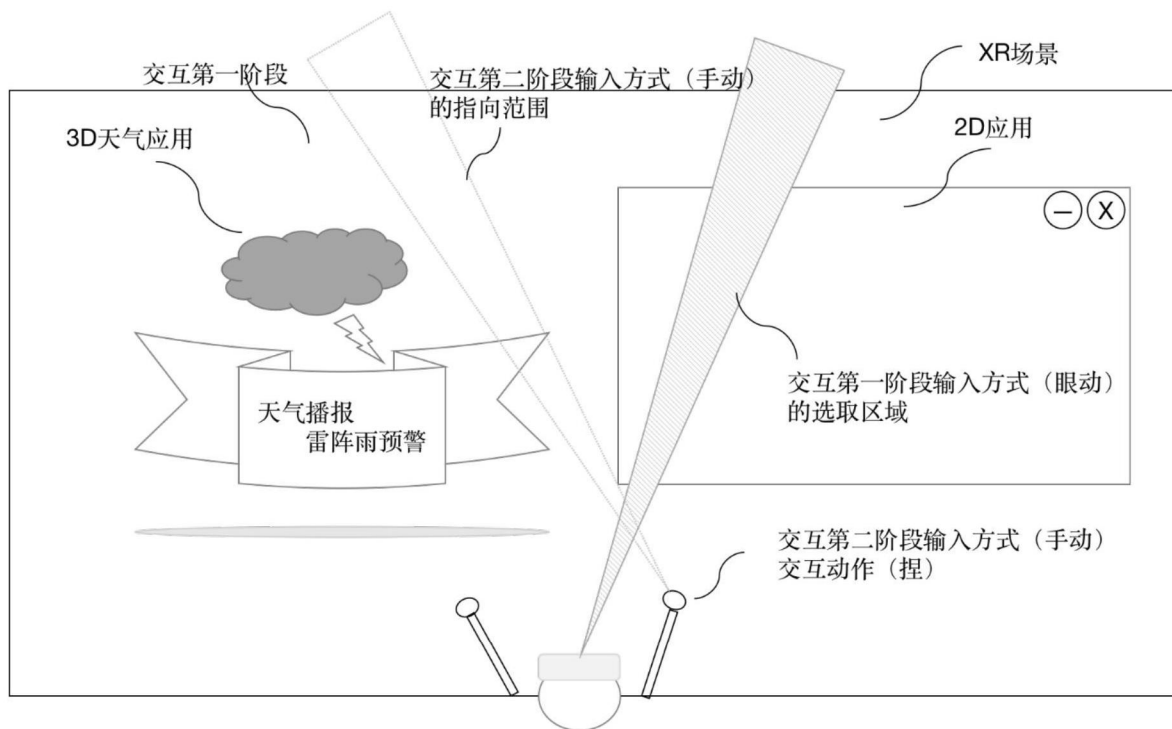 XR场景
交互第一阶段
交互第二阶段输入方式（手动）
的指向范围
3D天气应用
2D应用
— X
交互第一阶段输入方式（眼动）
的选取区域
天气播报
雷阵雨预警
交互第二阶段输入方式（手动）
交互动作（捏）